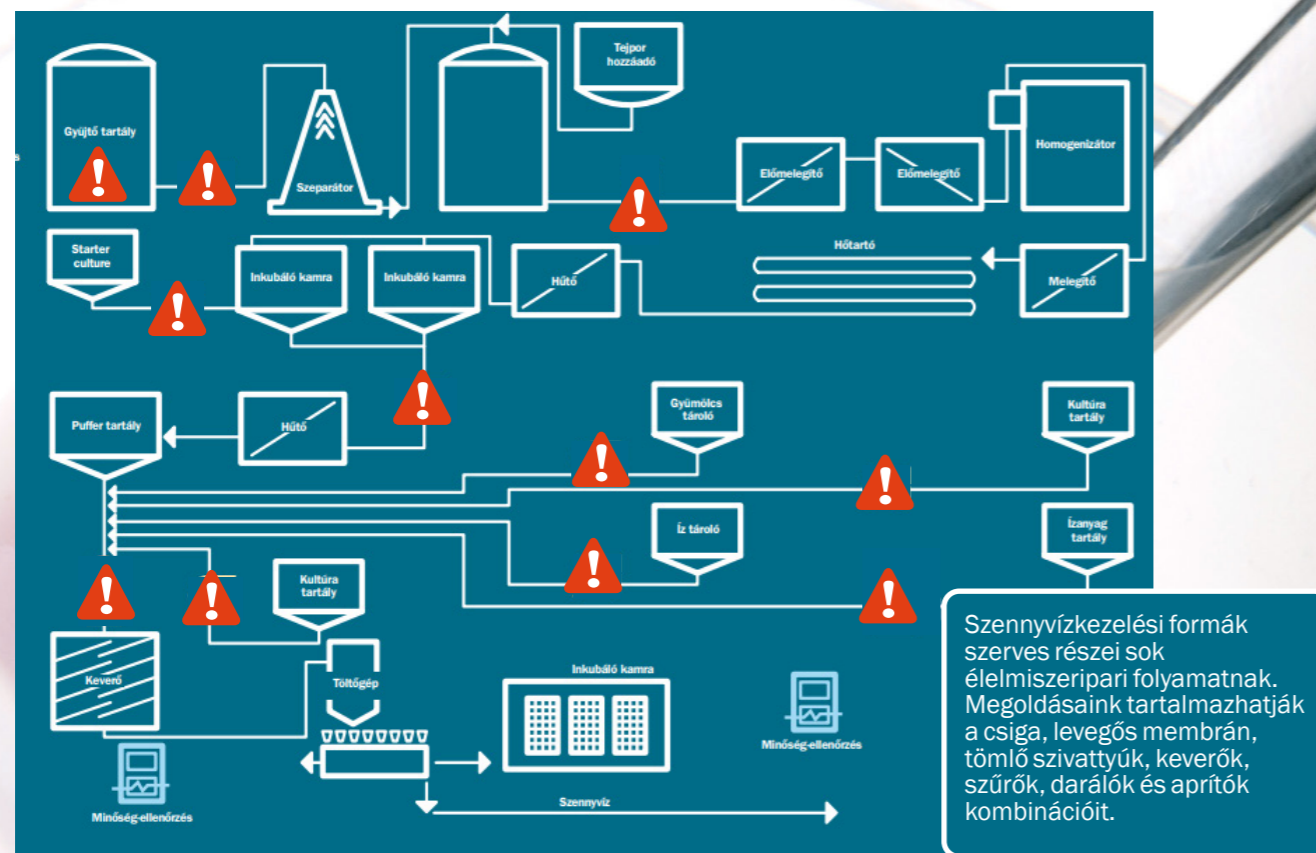 Tejpor
hozzáadó
Gyüjtő tartály
s
Szeparátor
Előmelegítő
Előmelegítő
Homogenizátor
Starter
culture
Inkubáló kamra
Inkubáló kamra
Hűtő
Hőtartó
Melegítő
Puffer tartály
Hűtő
Gyümölcs
tároló
Kultúra
tartály
Íz tároló
Ízanyag
tartály
Kultúra
tartály
Keverő
Töltőgép
Inkubáló kamra
Minőség-ellenőrzés
Minőség-ellenőrzés
Szennyvíz
Szennyvízkezelési formák
szerves részei sok
élelmiszeripari folyamatnak.
Megoldásaink tartalmazhatják
a csiga, levegős membrán,
tömlő szivattyúk, keverők,
szűrők, darálók és aprítók
kombinációit.